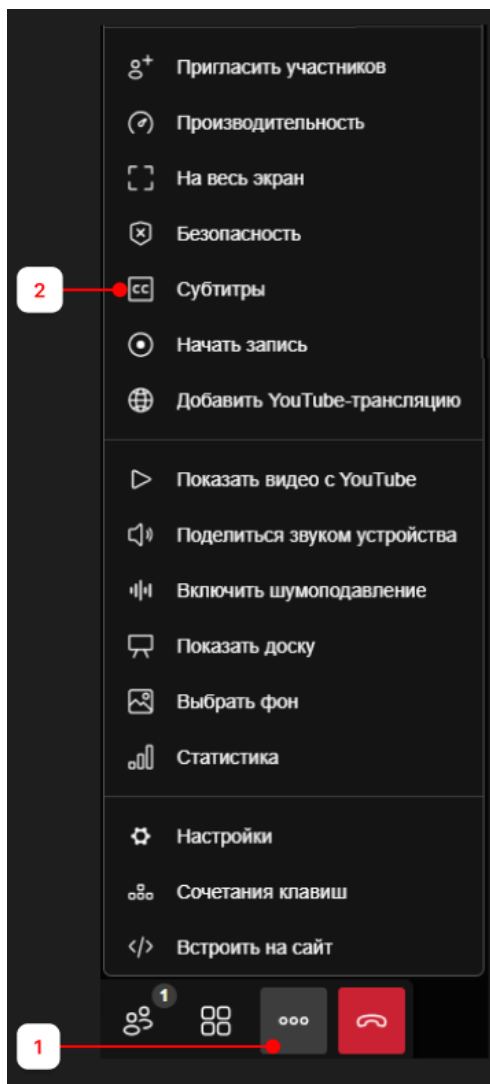 Пригласить участников
Производительность
На весь экран
Безопасность
2
CC Субтитры
Начать запись
Добавить YouTube-трансляцию
Показать видео с YouTube
Поделиться звуком устройства
Включить шумоподавление
Показать доску
Выбрать фон
Статистика
Настройки
Сочетания клавиш
</> Встроить на сайт
1
1